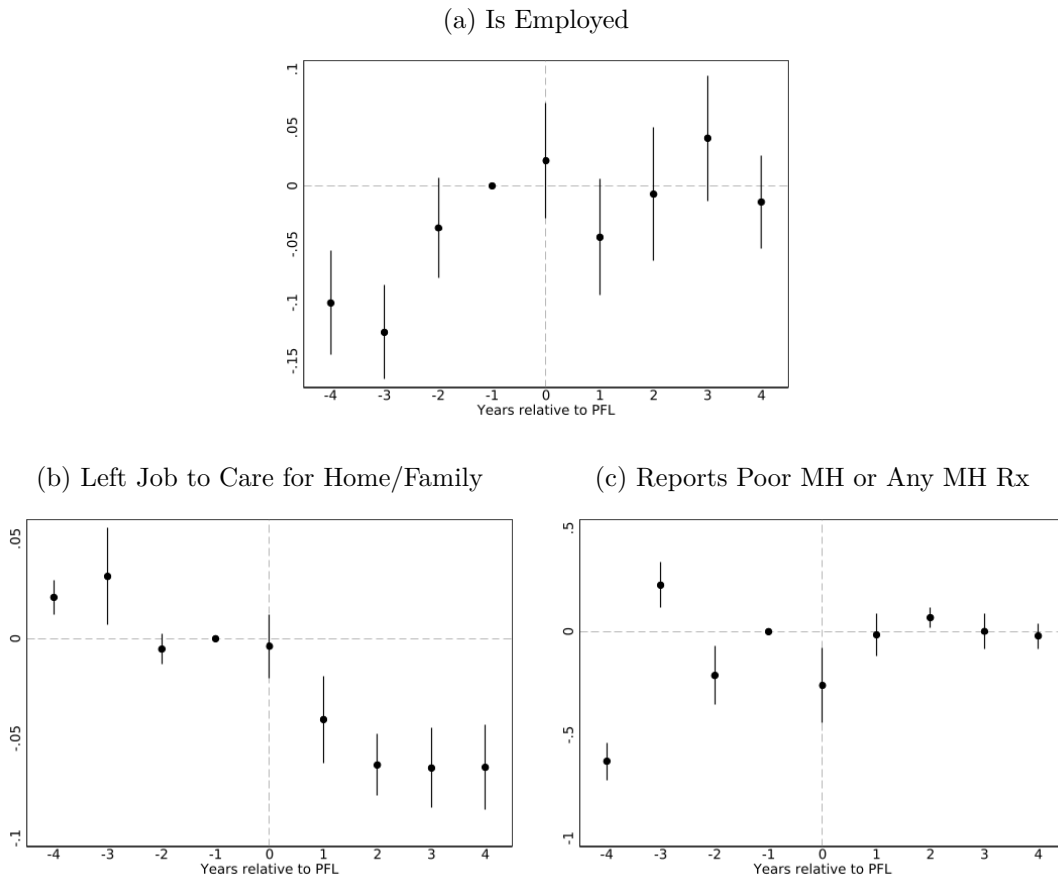 (a) Is Employed
.1
.05
0
-.05
-.1
-.15
-4 -3 -2 -1 0 1 2 3 4
Years relative to PFL
(b) Left Job to Care for Home/Family
.05
0
-.05
-.1
-4 -3 -2 -1 0 1 2 3 4
Years relative to PFL
(c) Reports Poor MH or Any MH Rx
.5
0
-.5
-1
-4 -3 -2 -1 0 1 2 3 4
Years relative to PFL